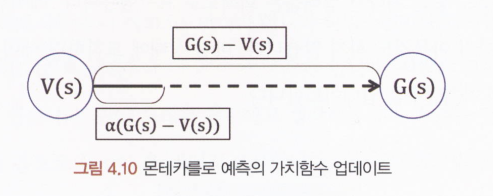 G(s) − V(s)
V(s)
G(s)
α(G(s) − V(s))
그림 4.10 몬테카를로 예측의 가치함수 업데이트